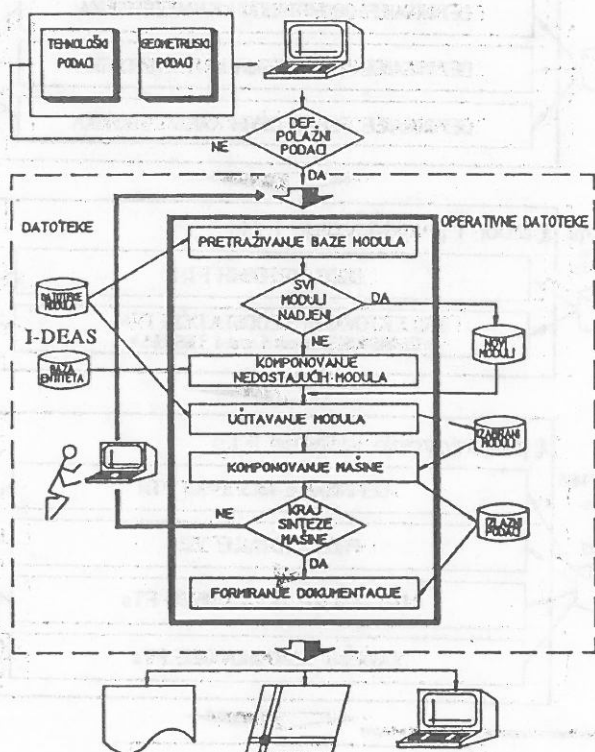 TEHNOLOŠKI
PODACI
GEOMETRIJSKI
PODACI
DEF.
POLAZNI
PODACI
NE
DA
DATOTEKE
OPERATIVNE DATOTEKE
PRETRAŽIVANJE BAZE MODULA
SVI
MODULI
NADJENI
DA
NE
DATOTEKE
MODULA
I-DEAS
BAZA
ENTITETA
NOVI
MODULI
KOMPONOVANJE
NEDOSTAJUĆIH MODULA
UČITAVANJE MODULA
IZABRANI
MODULI
KOMPONOVANJE MAŠINE
NE
KRAJ
SINTEZE
MAŠINE
DA
IZLAZNI
PODACI
FORMIRANJE DOKUMENTACIJE